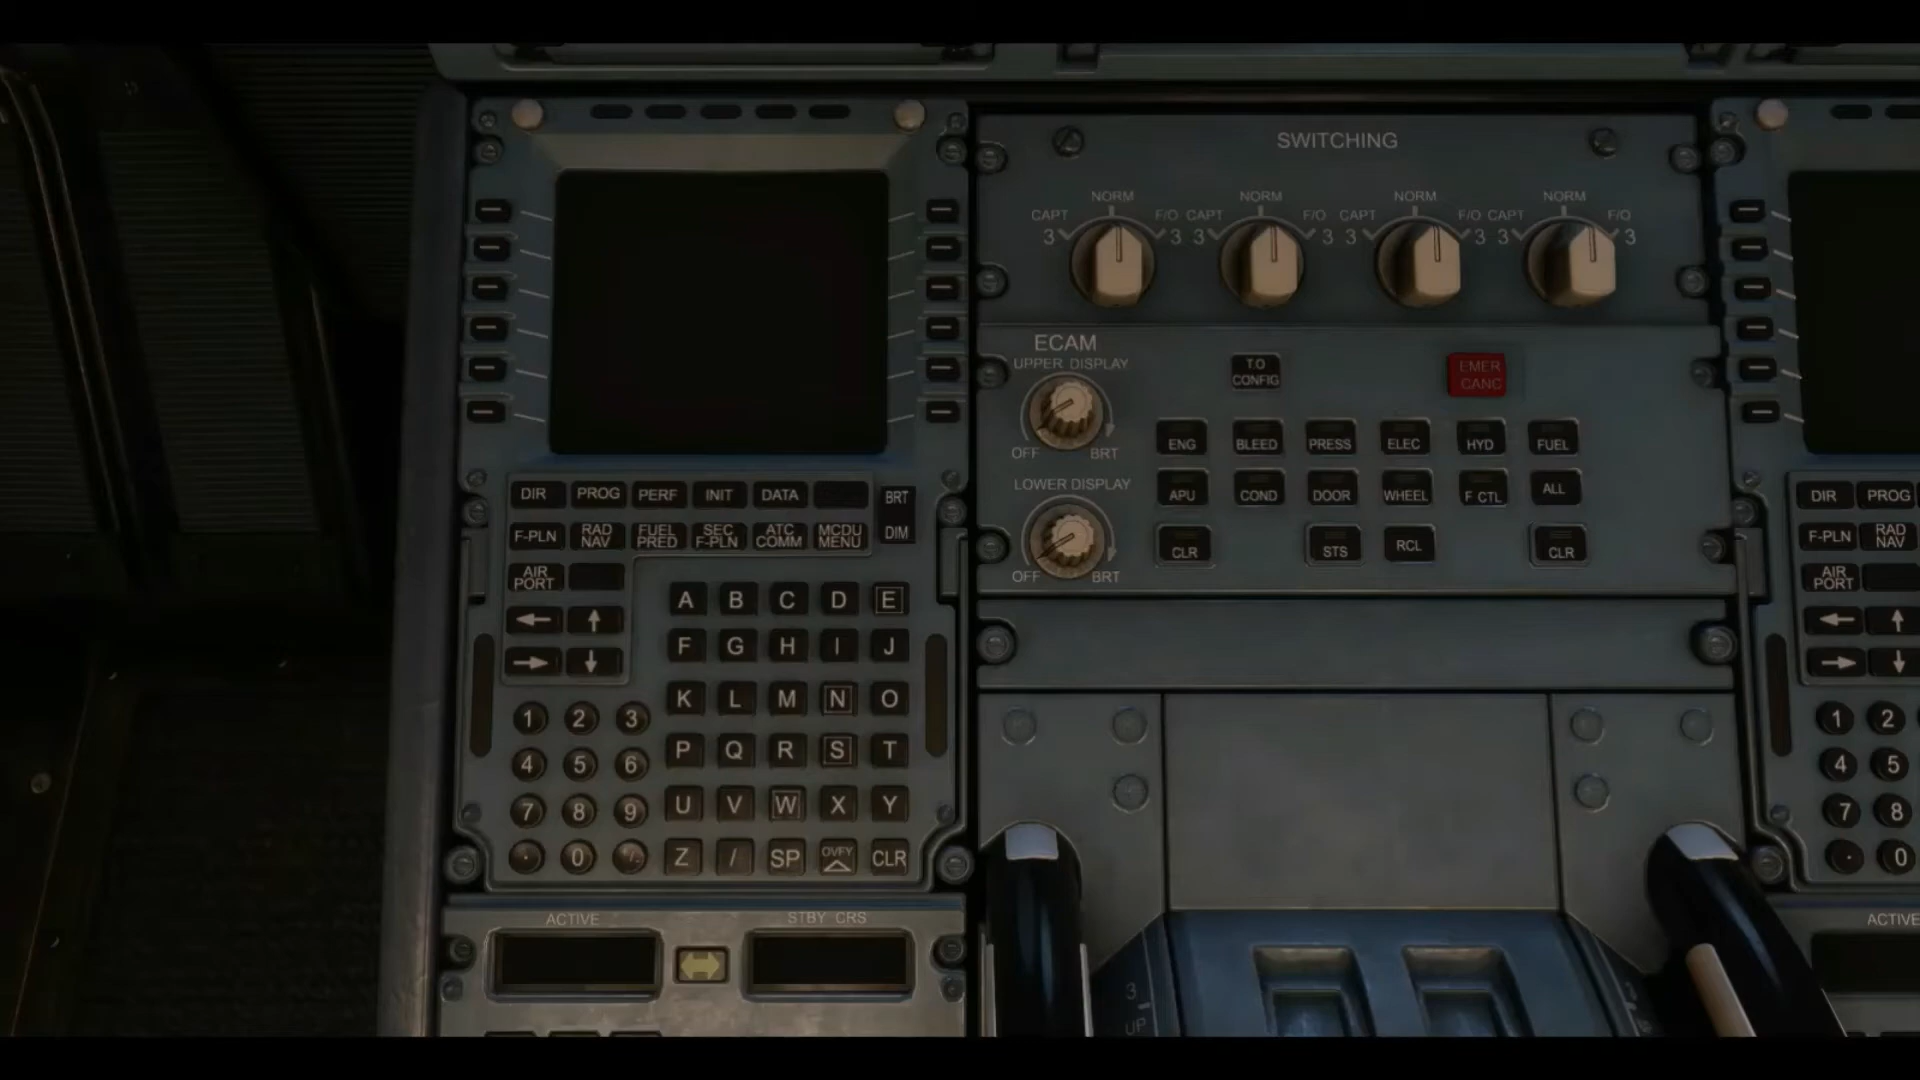 SWITCHING
NORM NORM NORM NORM
CAPT F/O CAPT F/O CAPT F/O CAPT F/O
3 3 3 3 3 3 3 3
ECAM
UPPER DISPLAY
OFF BRT
LOWER DISPLAY
OFF BRT
T.O
CONFIG
EMER
CANC
ENG BLEED PRESS ELEC HYD FUEL
APU COND DOOR WHEEL F CTL ALL
CLR STS RCL CLR
DIR PROG PERF INIT DATA
BRT
DIM
F-PLN
RAD
NAV
FUEL
PRED
SEC
F-PLN
ATC
COMM
MCDU
MENU
AIR
PORT
A B C D E
F G H I J
K L M N O
P Q R S T
U V W X Y
Z / SP OVFY CLR
1 2 3
4 5 6
7 8 9
. 0
ACTIVE STBY CRS
3
UP
DIR PROG
F-PLN
RAD
NAV
AIR
PORT
1 2
4 5
7 8
. 0
ACTIVE